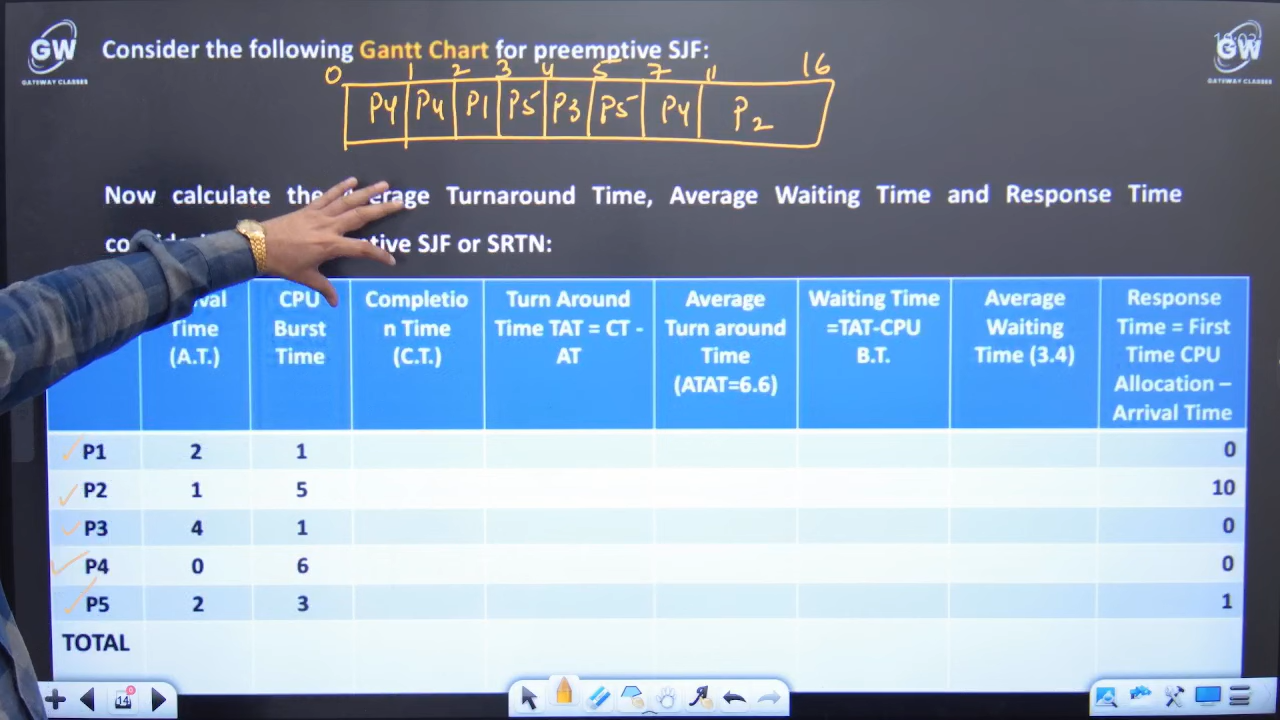 GW
GATEWAY CLASSES
Consider the following Gantt Chart for preemptive SJF:
GW
GATEWAY CLASSES
0 1 2 3 4 5 7 11 16
P4 P4 P1 P5 P3 P5 P4 P2
Now calculate the Turnaround Time, Average Waiting Time and Response Time
SJF or SRTN:
Time (A.T.)
CPU Burst Time
Completio n Time (C.T.)
Turn Around Time TAT = CT - AT
Average Turn around Time (ATAT=6.6)
Waiting Time =TAT-CPU B.T.
Average Waiting Time (3.4)
Response Time = First Time CPU Allocation – Arrival Time
P1 2 1 0
P2 1 5 10
P3 4 1 0
P4 0 6 0
P5 2 3 1
TOTAL
14